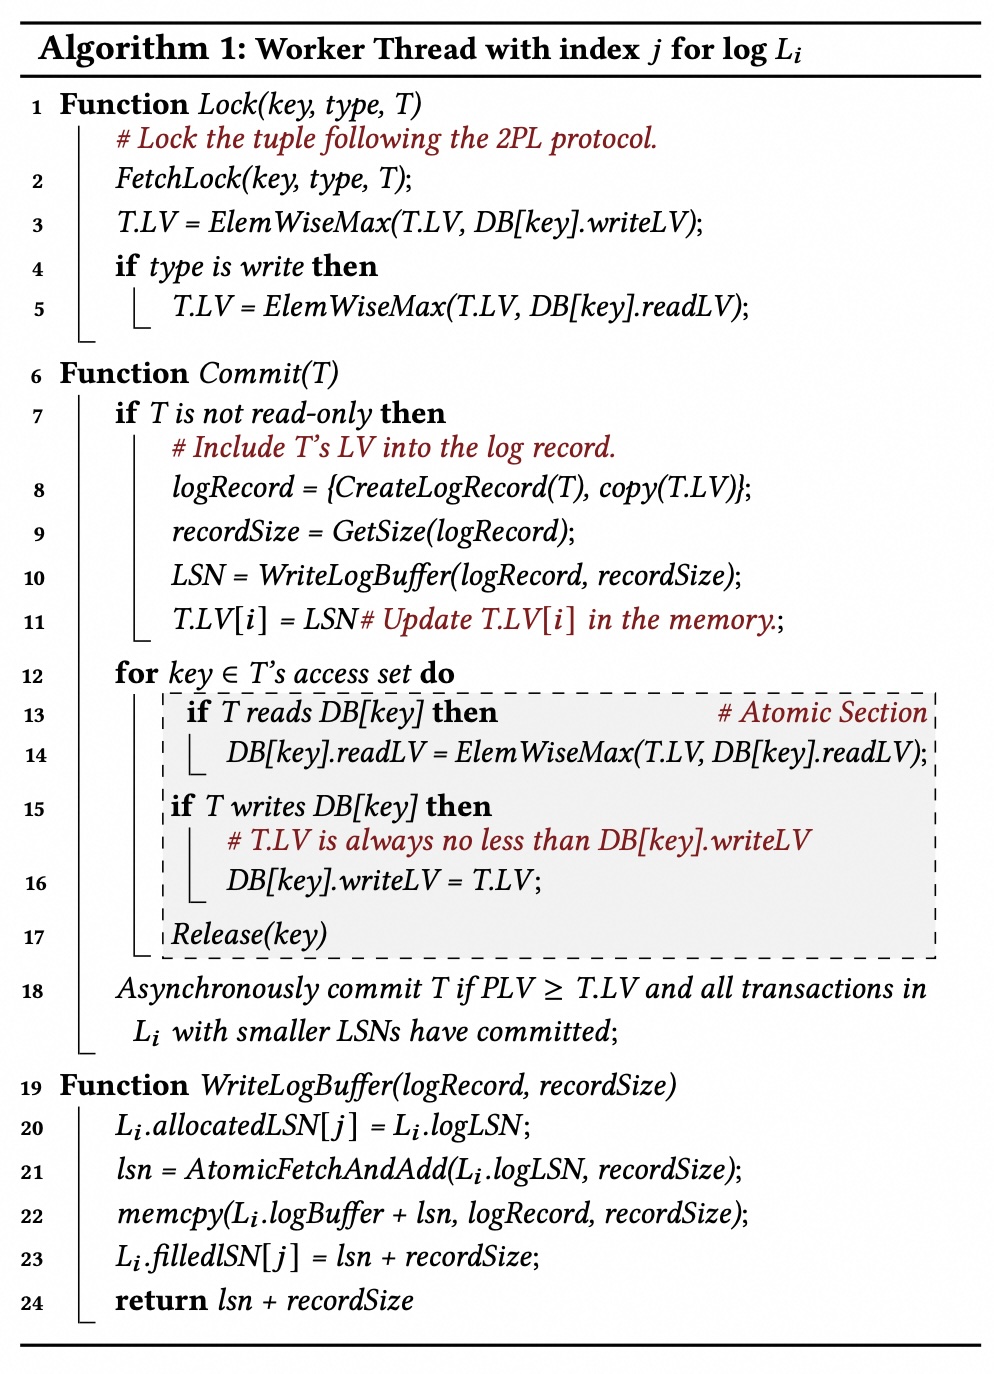 Algorithm 1: Worker Thread with index j for log Lᵢ
1 Function Lock(key, type, T)
# Lock the tuple following the 2PL protocol.
2 FetchLock(key, type, T);
3 T.LV = ElemWiseMax(T.LV, DB[key].writeLV);
4 if type is write then
5 T.LV = ElemWiseMax(T.LV, DB[key].readLV);
6 Function Commit(T)
7 if T is not read-only then
# Include T's LV into the log record.
8 logRecord = {CreateLogRecord(T), copy(T.LV)};
9 recordSize = GetSize(logRecord);
10 LSN = WriteLogBuffer(logRecord, recordSize);
11 T.LV[i] = LSN# Update T.LV[i] in the memory.;
12 for key ∈ T's access set do
13 if T reads DB[key] then # Atomic Section
14 DB[key].readLV = ElemWiseMax(T.LV, DB[key].readLV);
15 if T writes DB[key] then
# T.LV is always no less than DB[key].writeLV
16 DB[key].writeLV = T.LV;
17 Release(key)
18 Asynchronously commit T if PLV ≥ T.LV and all transactions in
Lᵢ with smaller LSNs have committed;
19 Function WriteLogBuffer(logRecord, recordSize)
20 Lᵢ.allocatedLSN[j] = Lᵢ.logLSN;
21 lsn = AtomicFetchAndAdd(Lᵢ.logLSN, recordSize);
22 memcpy(Lᵢ.logBuffer + lsn, logRecord, recordSize);
23 Lᵢ.filledlSN[j] = lsn + recordSize;
24 return lsn + recordSize